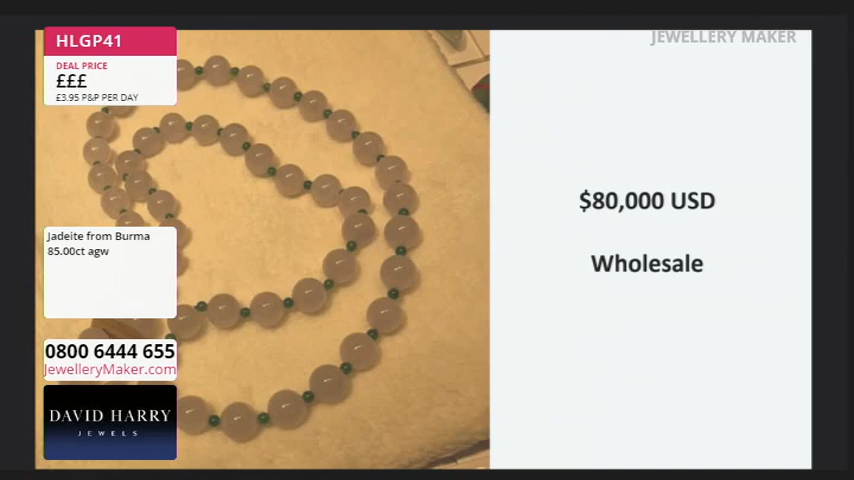 HLGP41
DEAL PRICE
£££
£3.95 P&P PER DAY
JEWELLERY MAKER
$80,000 USD
Wholesale
Jadeite from Burma
85.00ct agw
0800 6444 655
JewelleryMaker.com
DAVID HARRY
JEWELS